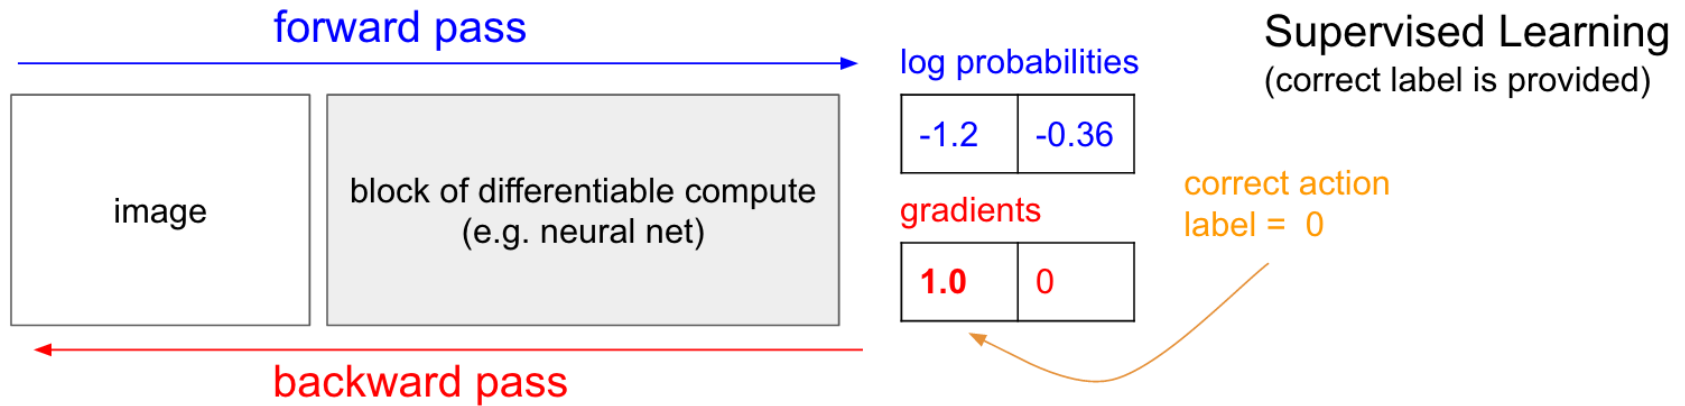 forward pass
Supervised Learning
(correct label is provided)
log probabilities
-1.2 -0.36
image
block of differentiable compute
(e.g. neural net)
gradients
1.0 0
correct action
label = 0
backward pass